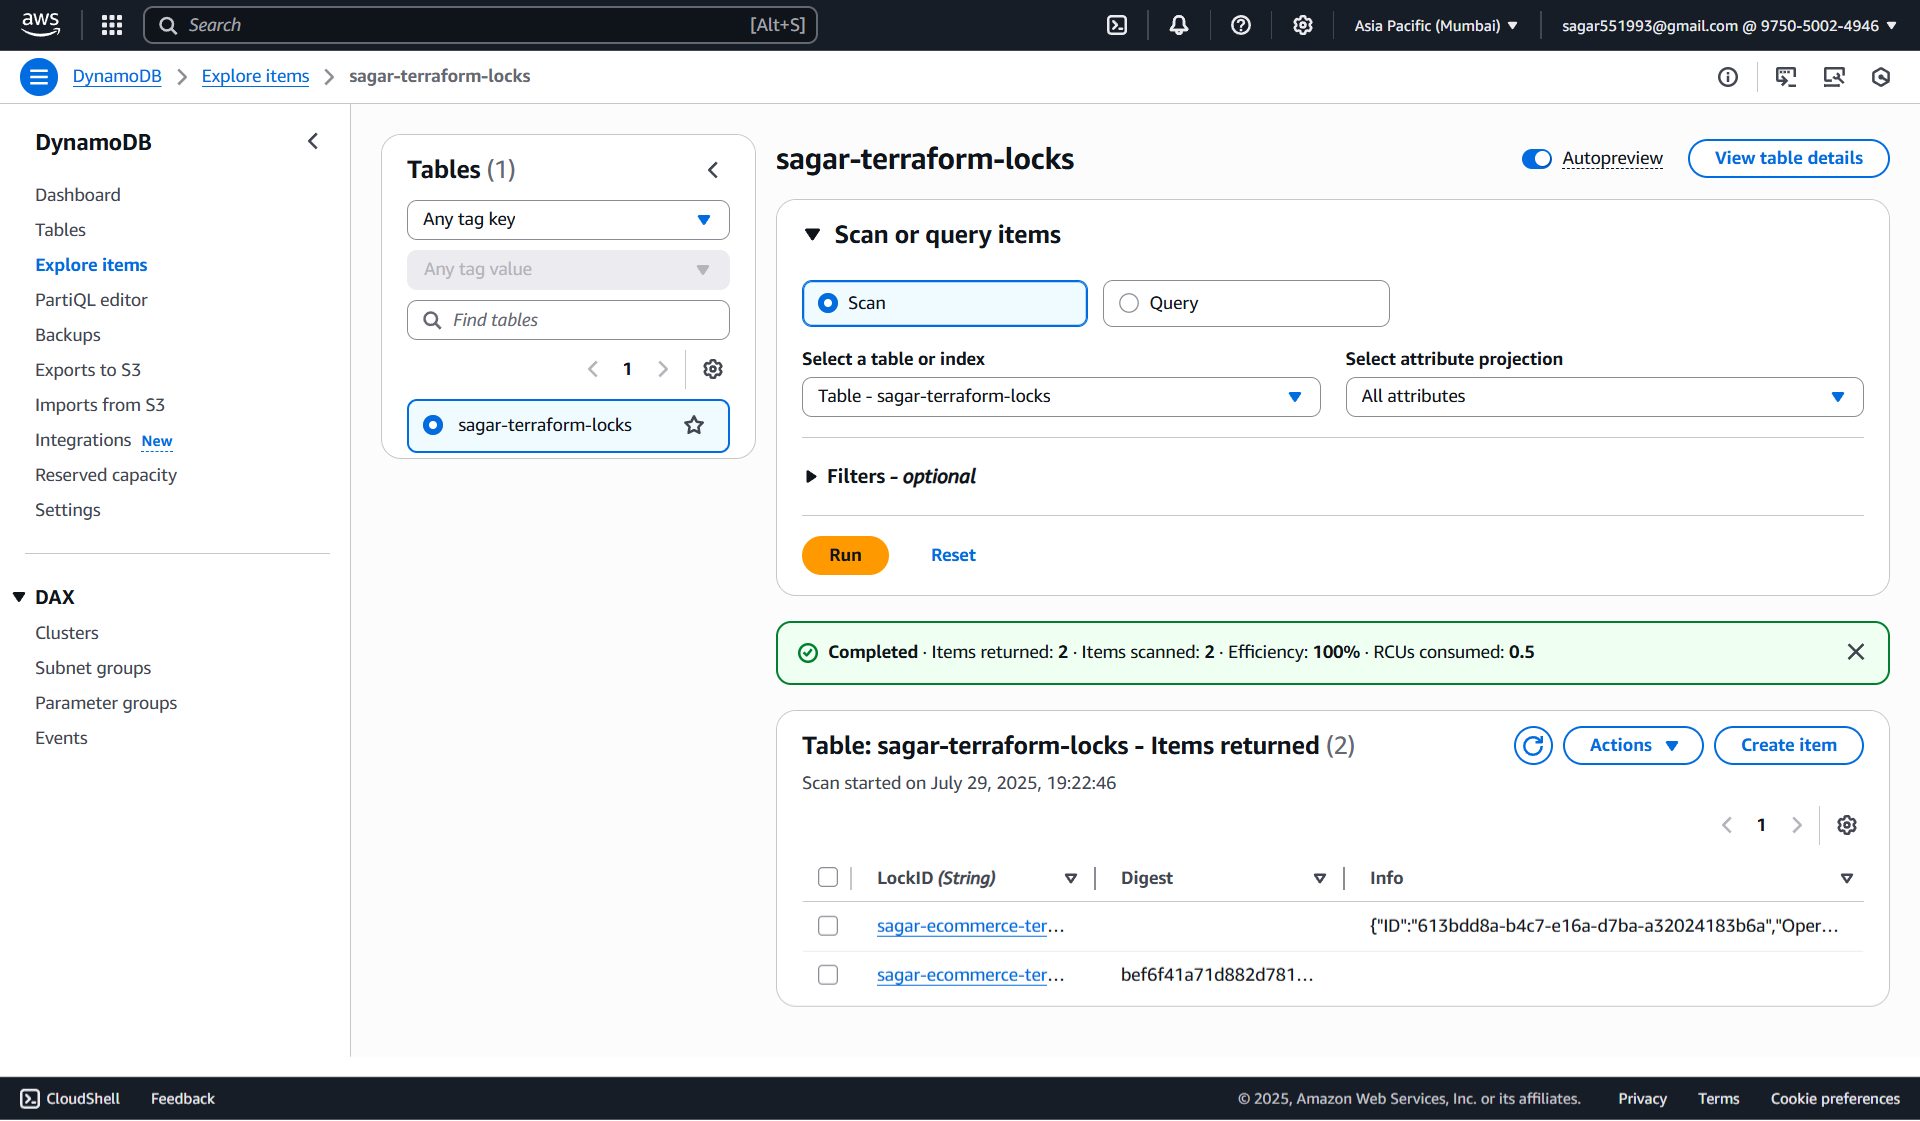 aws
Search [Alt+S]
Asia Pacific (Mumbai)
sagar551993@gmail.com @ 9750-5002-4946
DynamoDB
Explore items
sagar-terraform-locks
DynamoDB
Dashboard
Tables
Explore items
PartiQL editor
Backups
Exports to S3
Imports from S3
Integrations New
Reserved capacity
Settings
DAX
Clusters
Subnet groups
Parameter groups
Events
Tables (1)
Any tag key
Any tag value
Find tables
1
sagar-terraform-locks
sagar-terraform-locks
Autopreview
View table details
Scan or query items
Scan
Query
Select a table or index
Table - sagar-terraform-locks
Select attribute projection
All attributes
Filters - optional
Run
Reset
Completed · Items returned: 2 · Items scanned: 2 · Efficiency: 100% · RCUs consumed: 0.5
Table: sagar-terraform-locks - Items returned (2)
Scan started on July 29, 2025, 19:22:46
Actions
Create item
1
LockID (String) Digest Info
sagar-ecommerce-ter… {"ID":"613bdd8a-b4c7-e16a-d7ba-a32024183b6a","Oper…
sagar-ecommerce-ter… bef6f41a71d882d781…
CloudShell
Feedback
© 2025, Amazon Web Services, Inc. or its affiliates.
Privacy
Terms
Cookie preferences